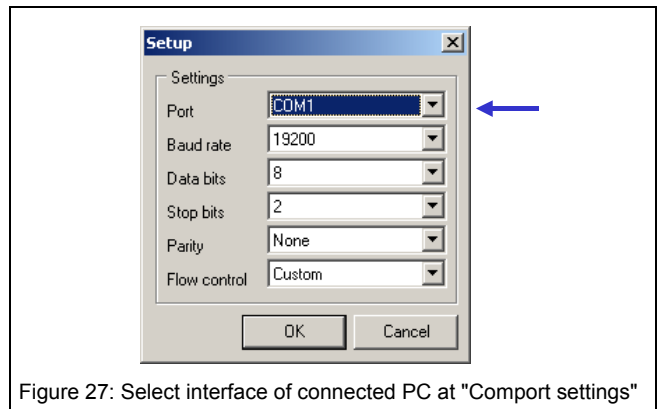 Setup
Settings
Port COM1
Baud rate 19200
Data bits 8
Stop bits 2
Parity None
Flow control Custom
OK Cancel
Figure 27: Select interface of connected PC at "Comport settings"